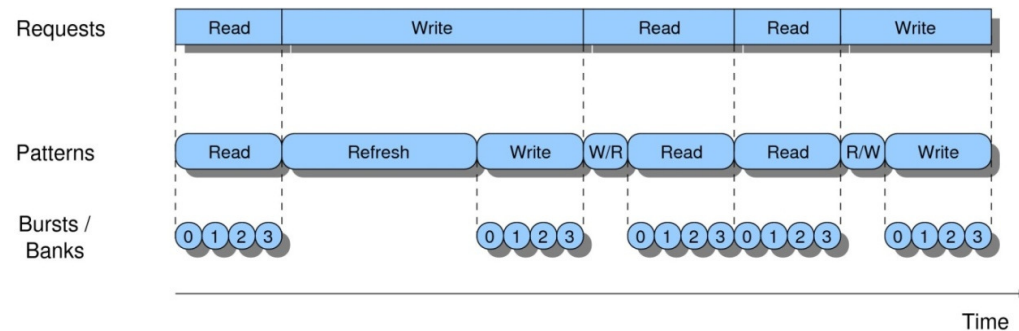 Requests Read Write Read Read Write
Patterns Read Refresh Write W/R Read Read R/W Write
Bursts /
Banks
0 1 2 3 0 1 2 3 0 1 2 3 0 1 2 3 0 1 2 3
Time